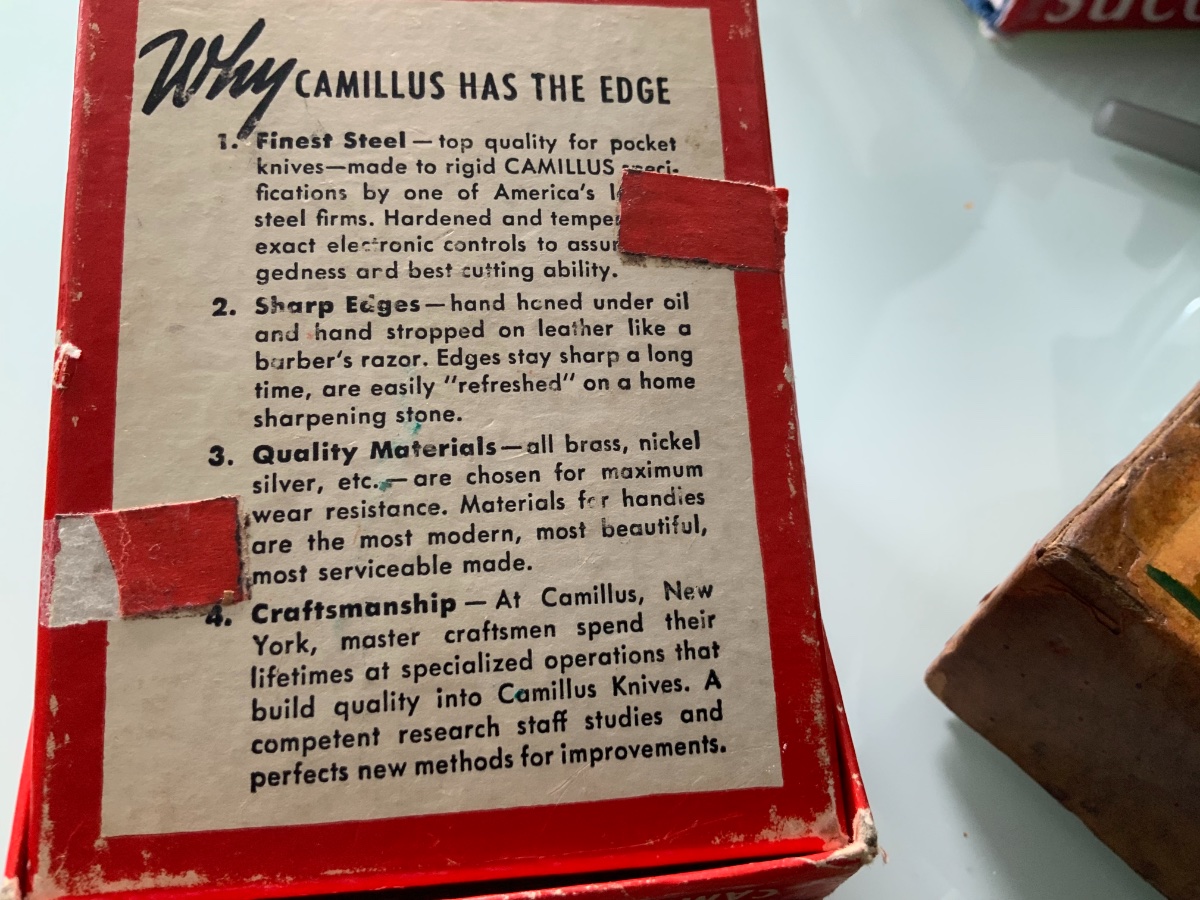 Why CAMILLUS HAS THE EDGE
1. Finest Steel — top quality for pocket
knives—made to rigid CAMILLUS speci-
fications by one of America's
steel firms. Hardened and
exact electronic controls to
gedness and best cutting ability.
2. Sharp Edges — hand honed under oil
and hand stropped on leather like a
barber's razor. Edges stay sharp a long
time, are easily "refreshed" on a home
sharpening stone.
3. Quality Materials — all brass, nickel
silver, etc. — are chosen for maximum
wear resistance. Materials for handles
are the most modern, most beautiful,
most serviceable made.
4. Craftsmanship — At Camillus, New
York, master craftsmen spend their
lifetimes at specialized operations that
build quality into Camillus Knives. A
competent research staff studies and
perfects new methods for improvements.